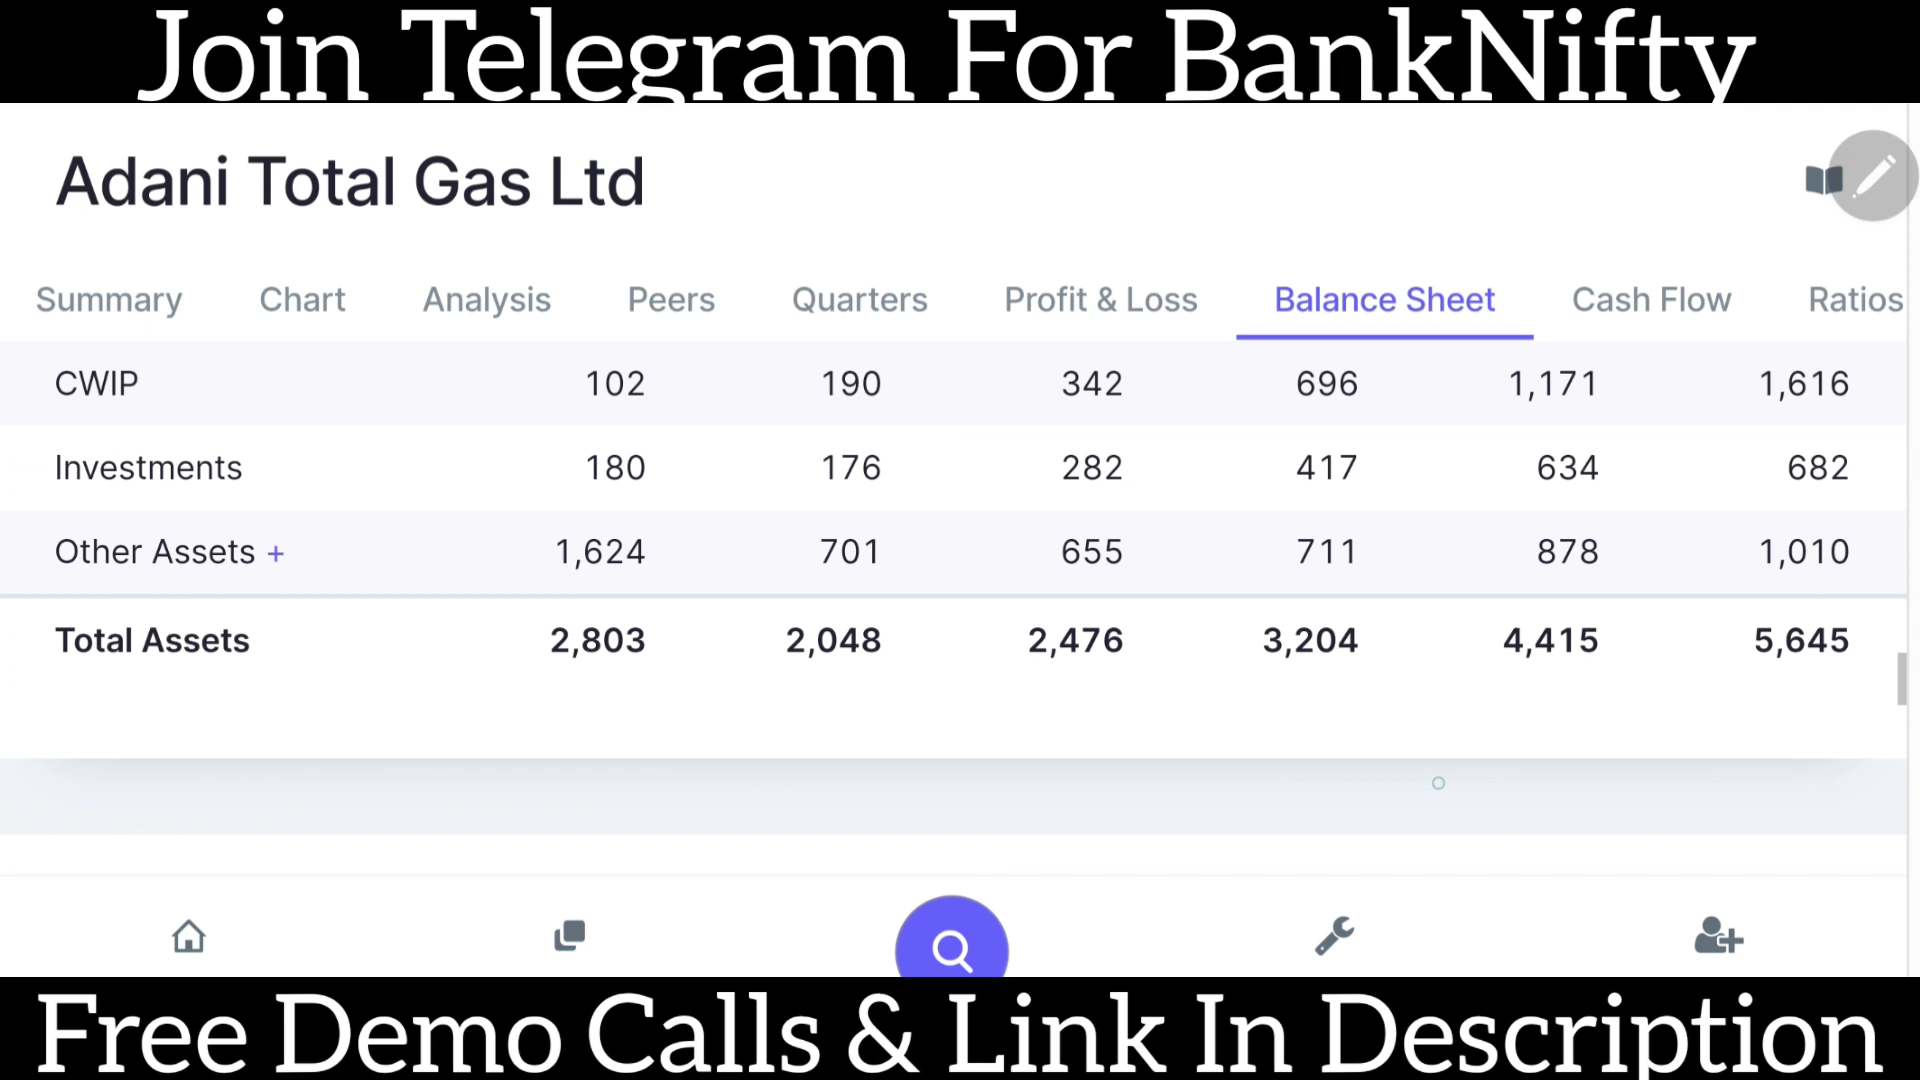 Join Telegram For BankNifty
Adani Total Gas Ltd
Summary Chart Analysis Peers Quarters Profit & Loss Balance Sheet Cash Flow Ratios
CWIP 102 190 342 696 1,171 1,616
Investments 180 176 282 417 634 682
Other Assets + 1,624 701 655 711 878 1,010
Total Assets 2,803 2,048 2,476 3,204 4,415 5,645
Free Demo Calls & Link In Description